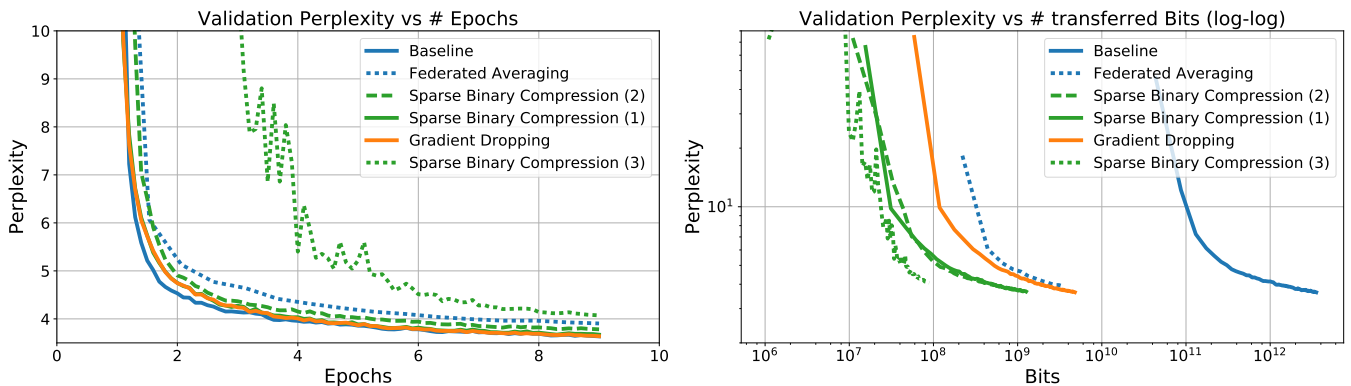 Validation Perplexity vs # Epochs
Perplexity
10
9
8
7
6
5
4
0
2
4
6
8
10
Epochs
Baseline
Federated Averaging
Sparse Binary Compression (2)
Sparse Binary Compression (1)
Gradient Dropping
Sparse Binary Compression (3)
Validation Perplexity vs # transferred Bits (log-log)
Perplexity
10¹
10⁶
10⁷
10⁸
10⁹
10¹⁰
10¹¹
10¹²
Bits
Baseline
Federated Averaging
Sparse Binary Compression (2)
Sparse Binary Compression (1)
Gradient Dropping
Sparse Binary Compression (3)